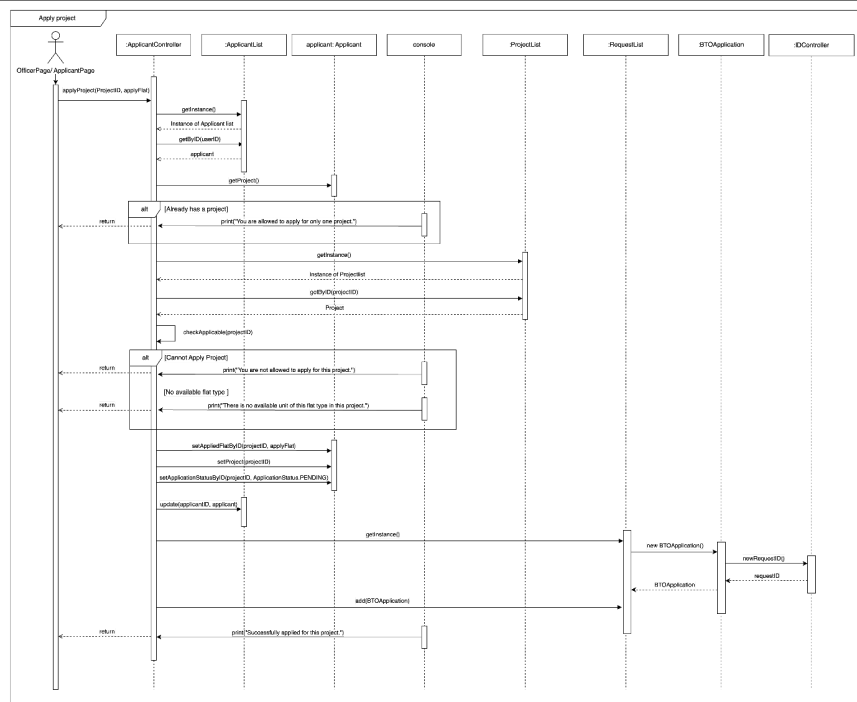 Apply project
:ApplicantController
:ApplicantList
applicant: Applicant
console
:ProjectList
:RequestList
:BTOApplication
:IDController
OfficerPage/ ApplicantPage
applyProject(ProjectID, applyFlat)
getInstance()
Instance of Applicant list
getByID(userID)
applicant
getProject()
alt
[Already has a project]
return
print("You are allowed to apply for only one project.")
getInstance()
Instance of Projectlist
getByID(projectID)
Project
checkApplicable(projectID)
alt
[Cannot Apply Project]
return
print("You are not allowed to apply for this project.")
[No available flat type ]
return
print("There is no available unit of this flat type in this project.")
setAppliedFlatByID(projectID, applyFlat)
setProject(projectID)
setApplicationStatusByID(projectID, ApplicationStatus.PENDING)
update(applicantID, applicant)
getInstance()
new BTOApplication()
newRequestID()
requestID
BTOApplication
add(BTOApplication)
return
print("Successfully applied for this project.")